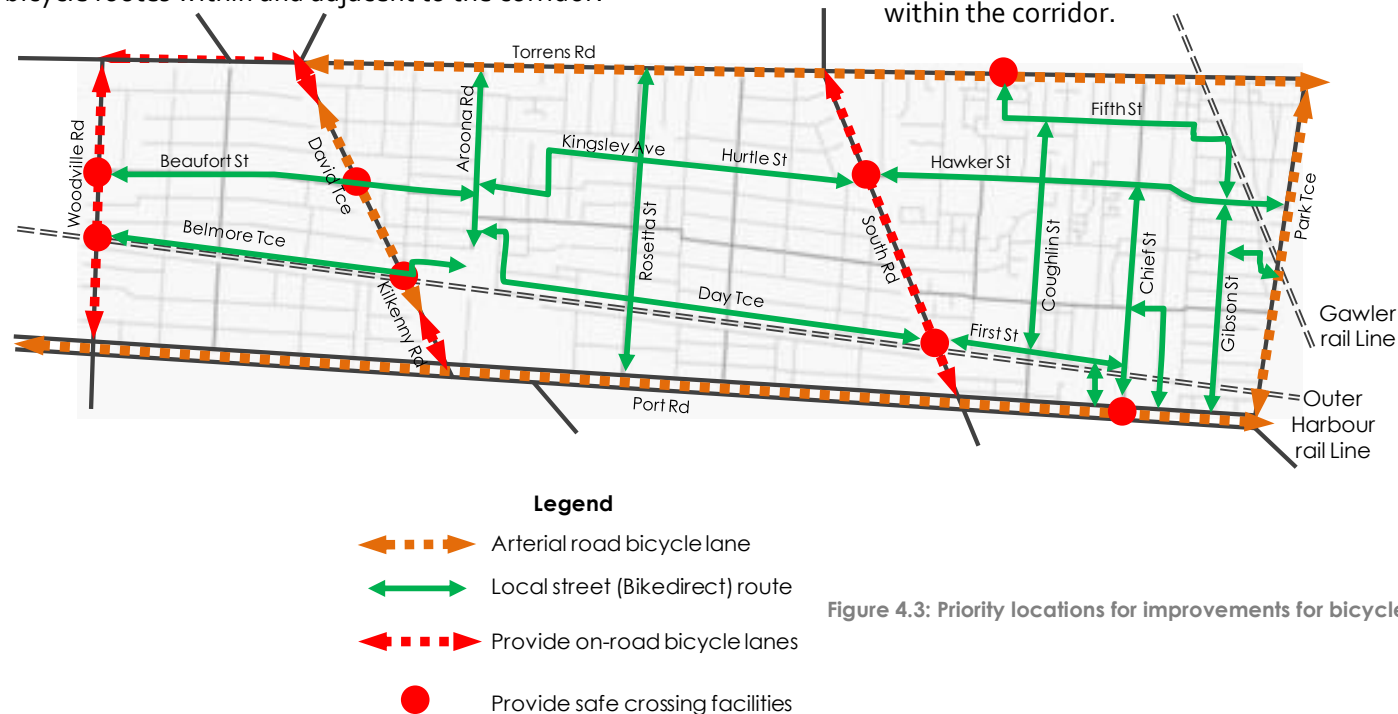 bicycle routes within and adjacent to the corridor.
within the corridor.
Torrens Rd
Fifth St
Aroona Rd
Kingsley Ave
Hurtle St
Hawker St
Beaufort St
David Tce
Woodville Rd
Park Tce
Belmore Tce
Rosetta St
South Rd
Coughlin St
Chief St
Gibson St
Day Tce
First St
Kilkenny Rd
Port Rd
Gawler
rail Line
Outer
Harbour
rail Line
Legend
Arterial road bicycle lane
Local street (Bikedirect) route
Provide on-road bicycle lanes
Provide safe crossing facilities
Figure 4.3: Priority locations for improvements for bicycle